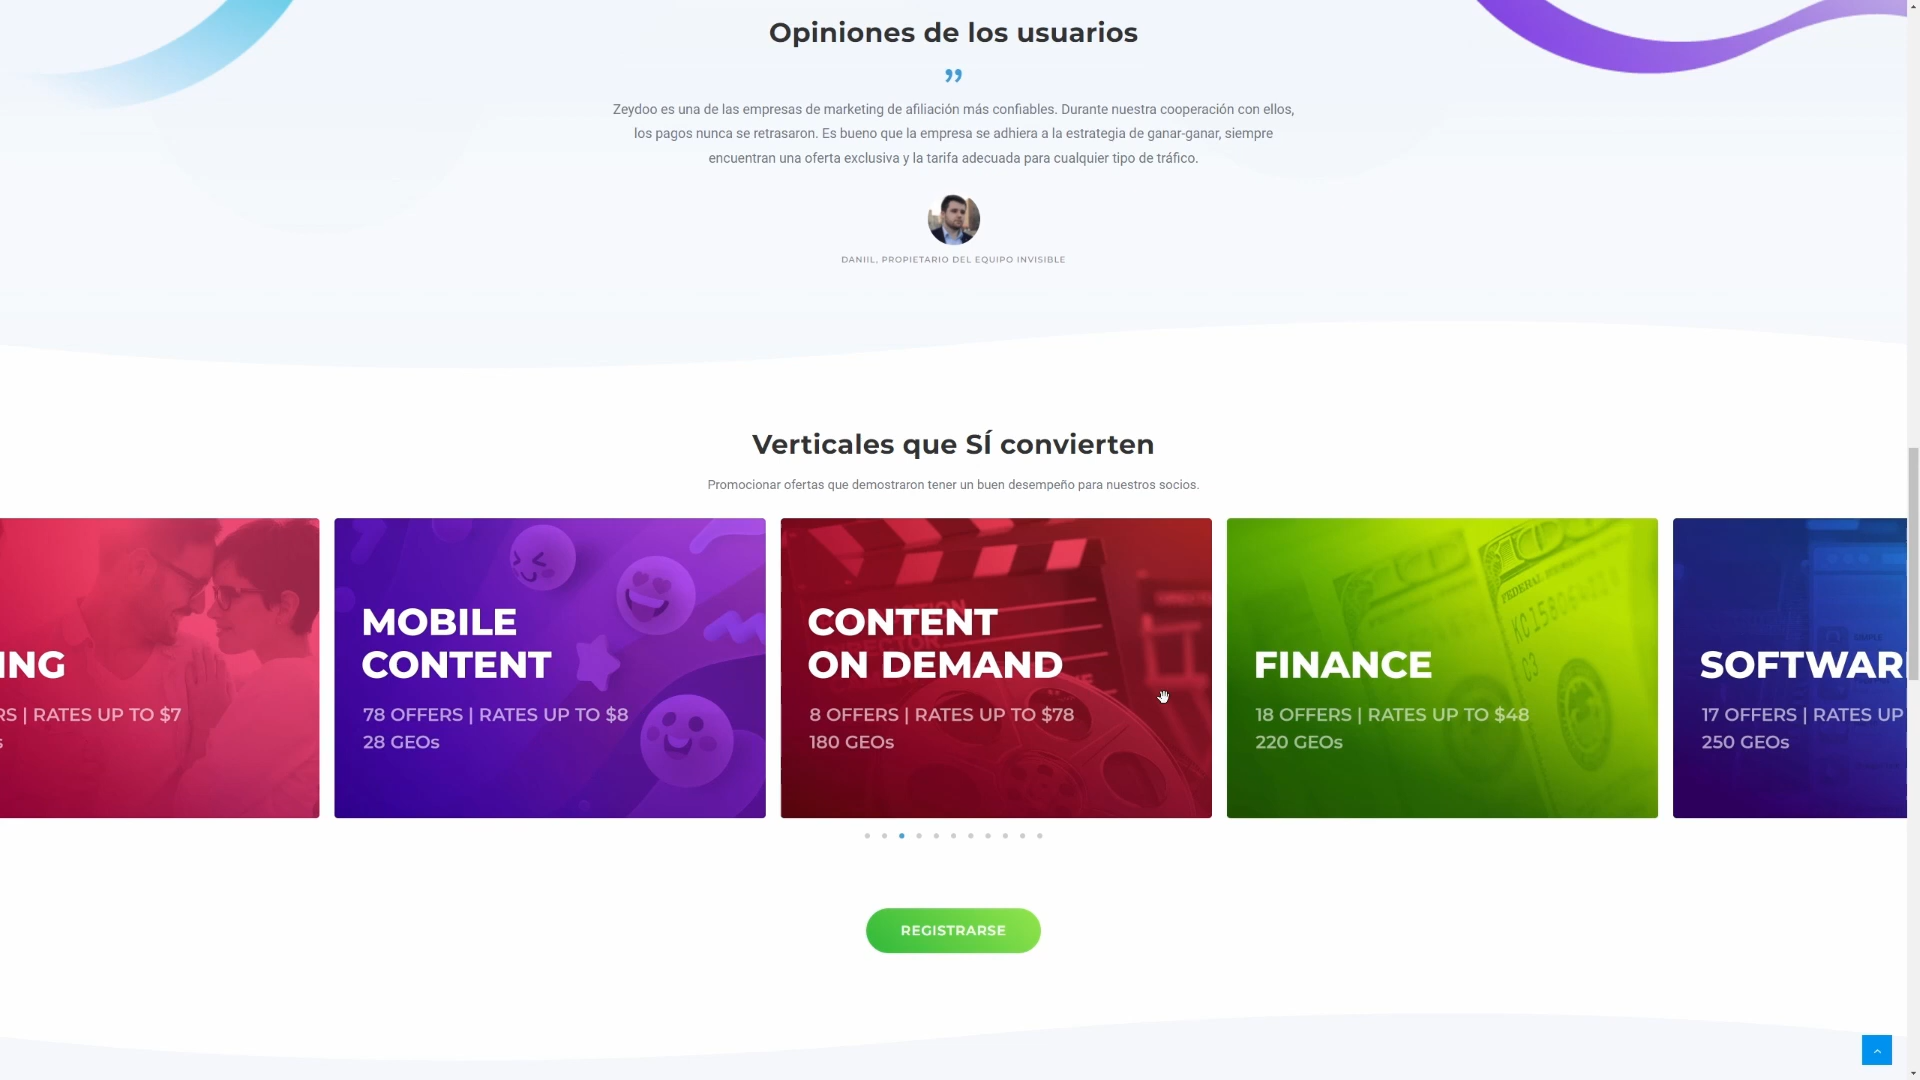 Opiniones de los usuarios
”
Zeydoo es una de las empresas de marketing de afiliación más confiables. Durante nuestra cooperación con ellos,
los pagos nunca se retrasaron. Es bueno que la empresa se adhiera a la estrategia de ganar-ganar, siempre
encuentran una oferta exclusiva y la tarifa adecuada para cualquier tipo de tráfico.
DANIIL, PROPIETARIO DEL EQUIPO INVISIBLE
Verticales que SÍ convierten
Promocionar ofertas que demostraron tener un buen desempeño para nuestros socios.
ING
RS | RATES UP TO $7
s
MOBILE
CONTENT
78 OFFERS | RATES UP TO $8
28 GEOs
CONTENT
ON DEMAND
8 OFFERS | RATES UP TO $78
180 GEOs
FINANCE
18 OFFERS | RATES UP TO $48
220 GEOs
SOFTWAR
17 OFFERS | RATES UP
250 GEOs
REGISTRARSE